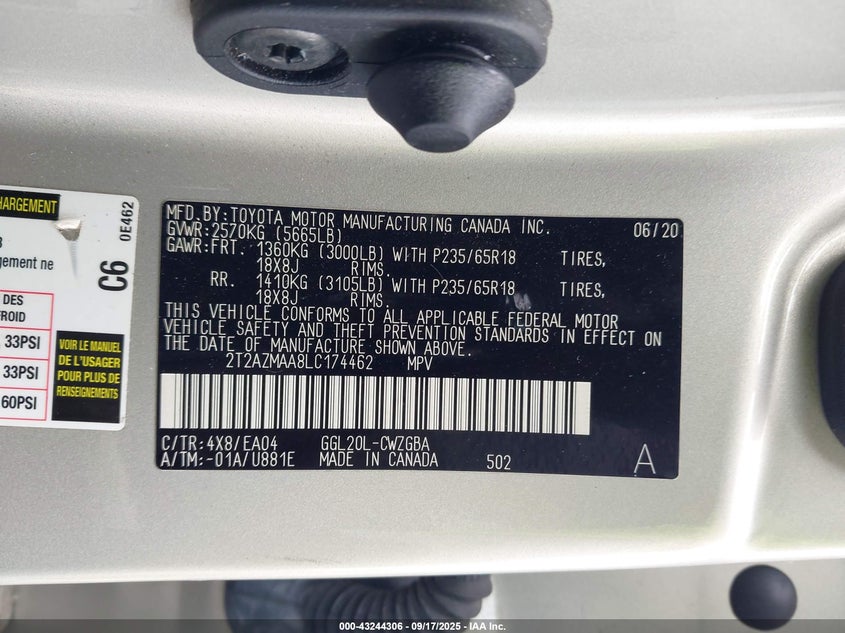 CHARGEMENT
gement ne
C6
0E462
DES
FROID
33PSI
33PSI
60PSI
VOIR LE MANUEL
DE L'USAGER
POUR PLUS DE
RENSEIGNEMENTS
MFD.BY:TOYOTA MOTOR MANUFACTURING CANADA INC. 06/20
GVWR:2570KG (5665LB)
GAWR:FRT. 1360KG (3000LB) WITH P235/65R18 TIRES,
18X8J RIMS.
RR. 1410KG (3105LB) WITH P235/65R18 TIRES,
18X8J RIMS.
THIS VEHICLE CONFORMS TO ALL APPLICABLE FEDERAL MOTOR
VEHICLE SAFETY AND THEFT PREVENTION STANDARDS IN EFFECT ON
THE DATE OF MANUFACTURE SHOWN ABOVE.
2T2AZMAA8LC174462 MPV
C/TR:4X8/EA04 GGL20L-CWZGBA
A/TM:-01A/U881E MADE IN CANADA 502 A
000-43244306 - 09/17/2025 - IAA Inc.